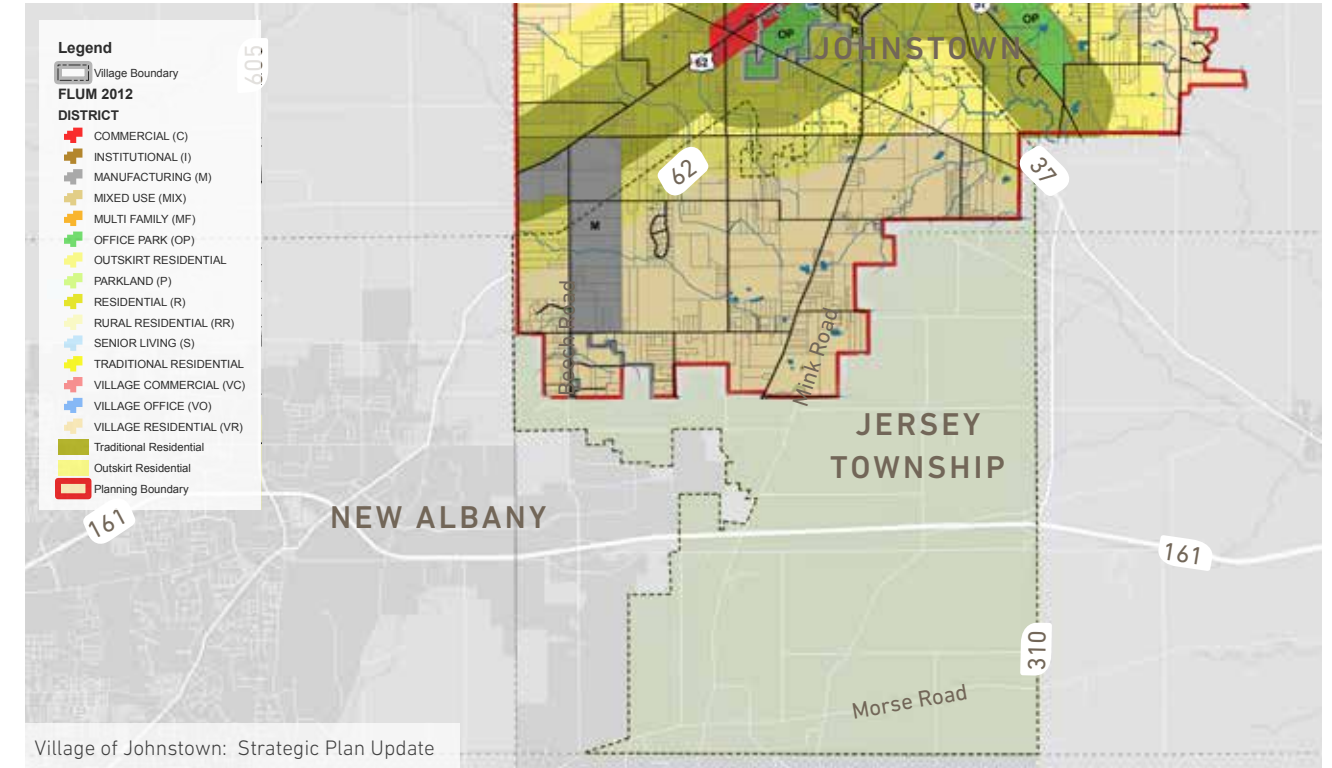 Legend
Village Boundary
FLUM 2012
DISTRICT
COMMERCIAL (C)
INSTITUTIONAL (I)
MANUFACTURING (M)
MIXED USE (MIX)
MULTI FAMILY (MF)
OFFICE PARK (OP)
OUTSKIRT RESIDENTIAL
PARKLAND (P)
RESIDENTIAL (R)
RURAL RESIDENTIAL (RR)
SENIOR LIVING (S)
TRADITIONAL RESIDENTIAL
VILLAGE COMMERCIAL (VC)
VILLAGE OFFICE (VO)
VILLAGE RESIDENTIAL (VR)
Traditional Residential
Outskirt Residential
Planning Boundary
605
OP
OP
R
JOHNSTOWN
62
62
37
M
Beech Road
Mink Road
JERSEY
TOWNSHIP
NEW ALBANY
161
161
310
Morse Road
Village of Johnstown: Strategic Plan Update